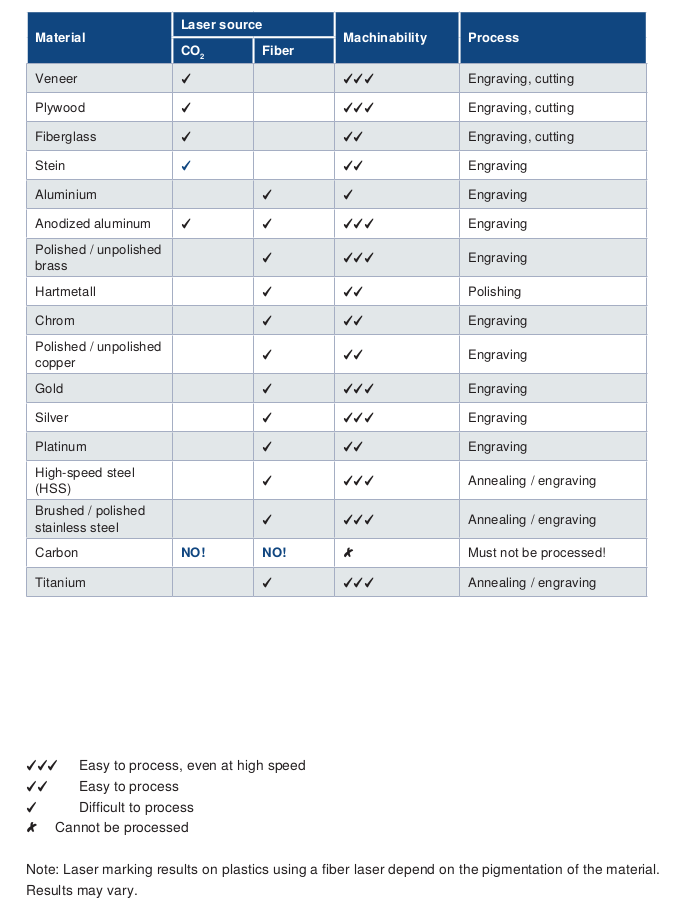 Material Laser source Machinability Process
CO2 Fiber
Veneer ✓ ✓✓✓ Engraving, cutting
Plywood ✓ ✓✓✓ Engraving, cutting
Fiberglass ✓ ✓✓ Engraving, cutting
Stein ✓ ✓✓ Engraving
Aluminium ✓ ✓ Engraving
Anodized aluminum ✓ ✓ ✓✓✓ Engraving
Polished / unpolished
brass ✓ ✓✓✓ Engraving
Hartmetall ✓ ✓✓ Polishing
Chrom ✓ ✓✓ Engraving
Polished / unpolished
copper ✓ ✓✓ Engraving
Gold ✓ ✓✓✓ Engraving
Silver ✓ ✓✓✓ Engraving
Platinum ✓ ✓✓ Engraving
High-speed steel
(HSS) ✓ ✓✓✓ Annealing / engraving
Brushed / polished
stainless steel ✓ ✓✓✓ Annealing / engraving
Carbon NO! NO! ✗ Must not be processed!
Titanium ✓ ✓✓✓ Annealing / engraving
✓✓✓ Easy to process, even at high speed
✓✓ Easy to process
✓ Difficult to process
✗ Cannot be processed
Note: Laser marking results on plastics using a fiber laser depend on the pigmentation of the material.
Results may vary.